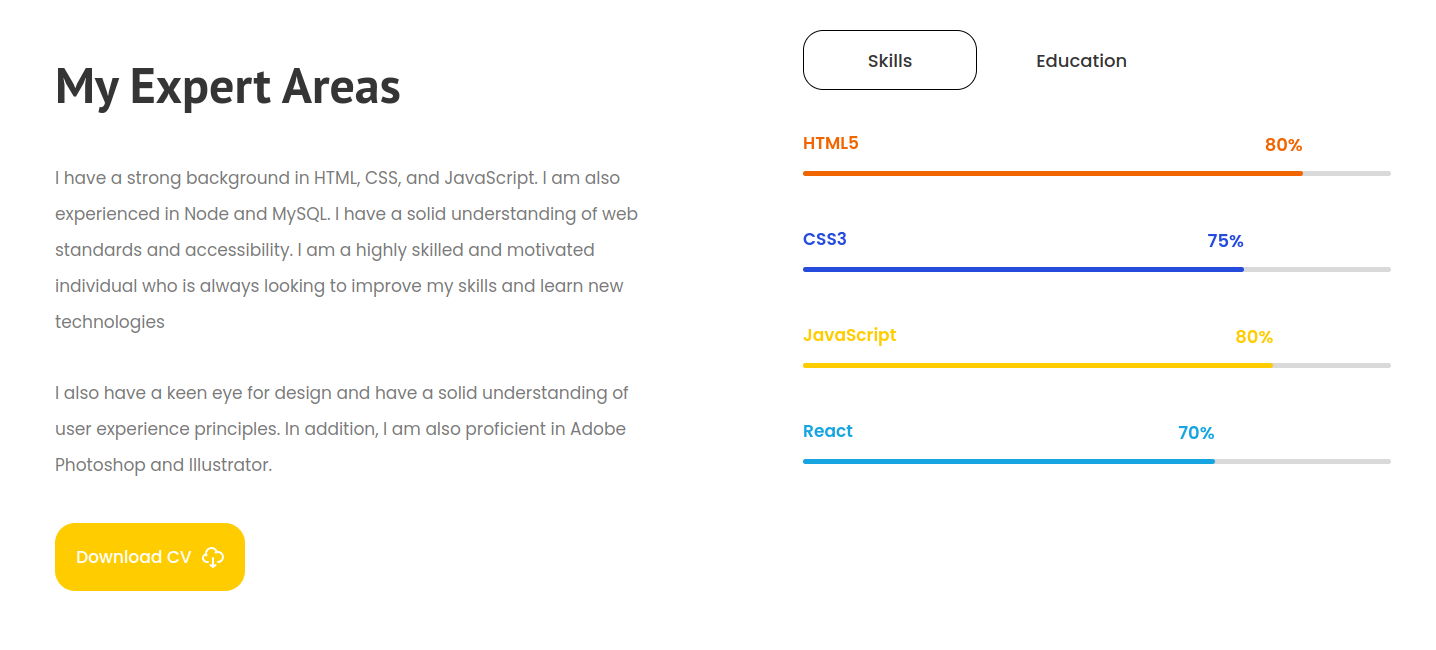 My Expert Areas
I have a strong background in HTML, CSS, and JavaScript. I am also
experienced in Node and MySQL. I have a solid understanding of web
standards and accessibility. I am a highly skilled and motivated
individual who is always looking to improve my skills and learn new
technologies
I also have a keen eye for design and have a solid understanding of
user experience principles. In addition, I am also proficient in Adobe
Photoshop and Illustrator.
Download CV
Skills
Education
HTML5
80%
CSS3
75%
JavaScript
80%
React
70%